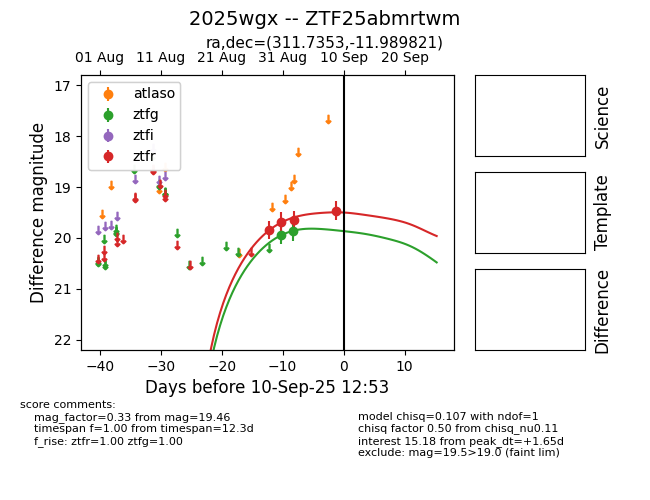 2025wgx -- ZTF25abmrtwm
ra,dec=(311.7353,-11.989821)
01 Aug 11 Aug 21 Aug 31 Aug 10 Sep 20 Sep
17
18
19
20
21
22
Difference magnitude
atlaso
ztfg
ztfi
ztfr
−40 −30 −20 −10 0 10
Days before 10-Sep-25 12:53
Science
Template
Difference
score comments:
mag_factor=0.33 from mag=19.46
timespan f=1.00 from timespan=12.3d
f_rise: ztfr=1.00 ztfg=1.00
model chisq=0.107 with ndof=1
chisq factor 0.50 from chisq_nu0.11
interest 15.18 from peak_dt=+1.65d
exclude: mag=19.5>19.0 (faint lim)